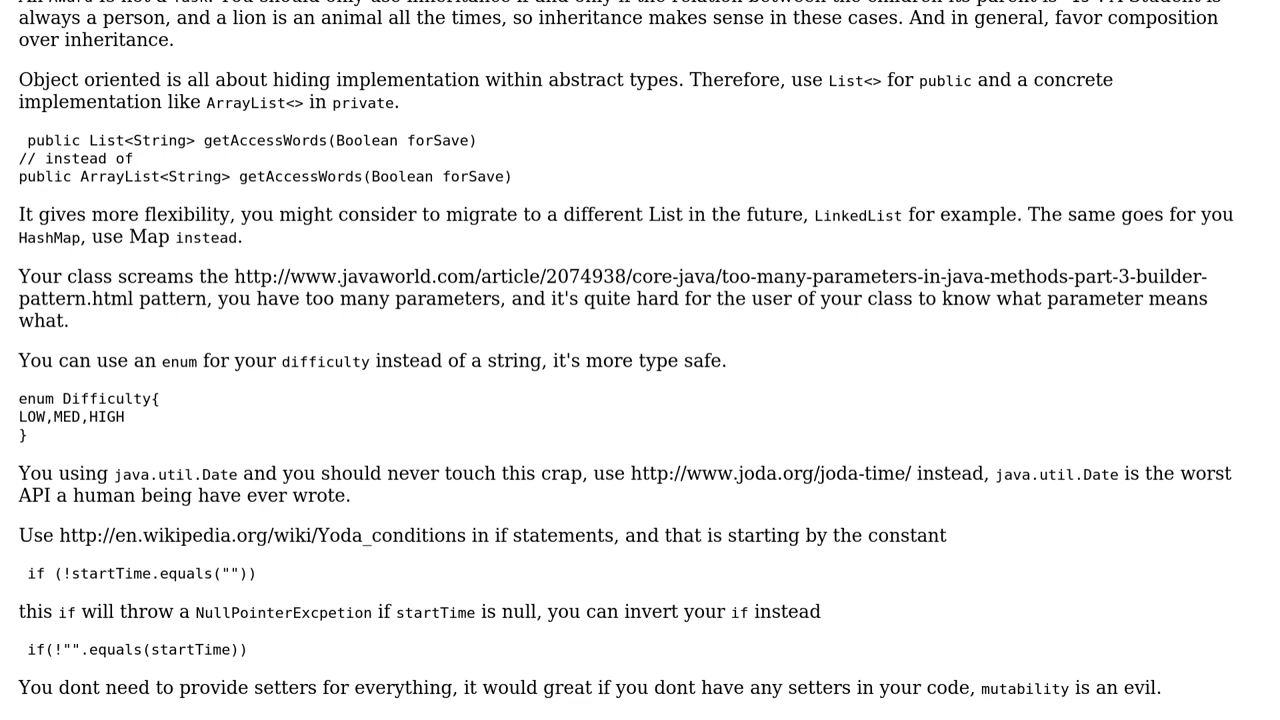 always a person, and a lion is an animal all the times, so inheritance makes sense in these cases. And in general, favor composition
over inheritance.
Object oriented is all about hiding implementation within abstract types. Therefore, use List<> for public and a concrete
implementation like ArrayList<> in private.
public List<String> getAccessWords(Boolean forSave)
// instead of
public ArrayList<String> getAccessWords(Boolean forSave)
It gives more flexibility, you might consider to migrate to a different List in the future, LinkedList for example. The same goes for you
HashMap, use Map instead.
Your class screams the http://www.javaworld.com/article/2074938/core-java/too-many-parameters-in-java-methods-part-3-builder-
pattern.html pattern, you have too many parameters, and it's quite hard for the user of your class to know what parameter means
what.
You can use an enum for your difficulty instead of a string, it's more type safe.
enum Difficulty{
LOW,MED,HIGH
}
You using java.util.Date and you should never touch this crap, use http://www.joda.org/joda-time/ instead, java.util.Date is the worst
API a human being have ever wrote.
Use http://en.wikipedia.org/wiki/Yoda_conditions in if statements, and that is starting by the constant
if (!startTime.equals(""))
this if will throw a NullPointerExcpetion if startTime is null, you can invert your if instead
if(!"".equals(startTime))
You dont need to provide setters for everything, it would great if you dont have any setters in your code, mutability is an evil.